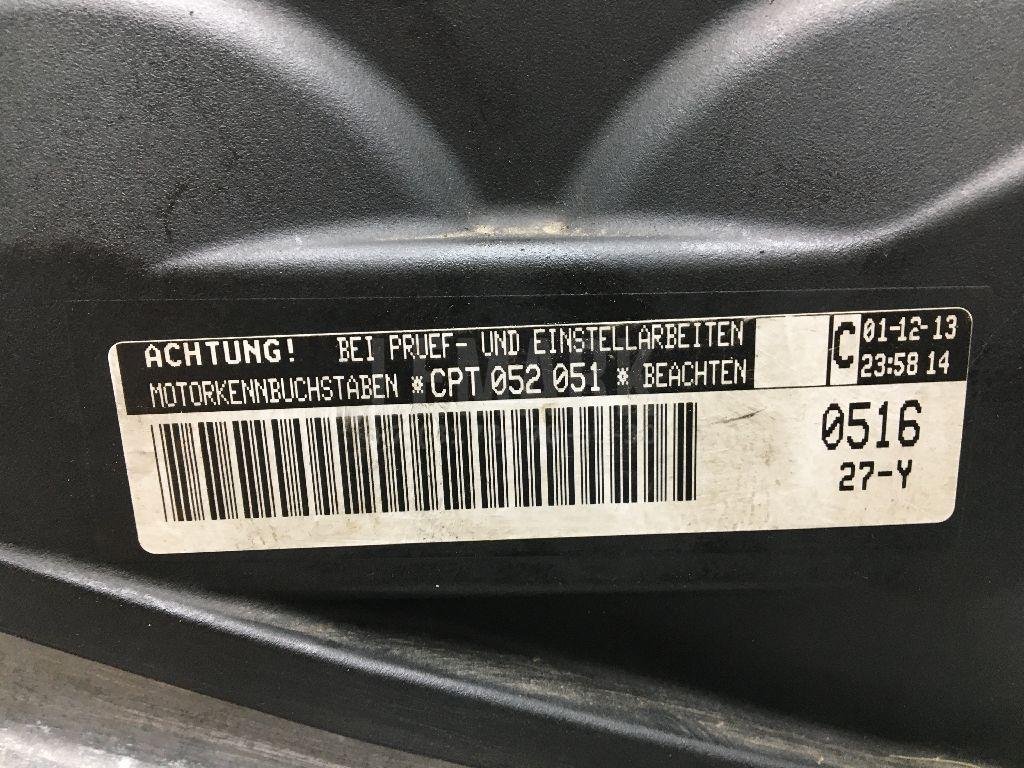 ACHTUNG! BEI PRUEF- UND EINSTELLARBEITEN
MOTORKENNBUCHSTABEN *CPT 052 051 * BEACHTEN
C
01-12-13
23:58 14
0516
27-Y